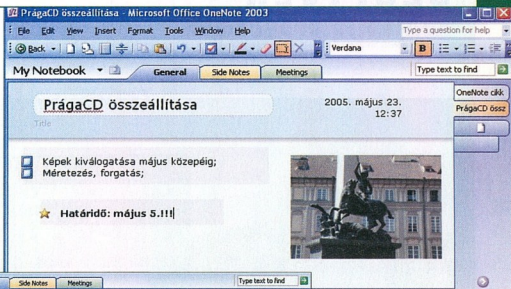 PrágaCD összeállítása - Microsoft Office OneNote 2003
File Edit View Insert Format Tools Window Help
Type a question for help
Back
Verdana
B
My Notebook
General
Side Notes
Meetings
Type text to find
OneNote cikk
PrágaCD össz
PrágaCD összeállítása
2005. május 23.
12:37
Title
Képek kiválogatása május közepéig;
Méretezés, forgatás;
Határidő: május 5.!!!
Side Notes
Meetings
Type text to find